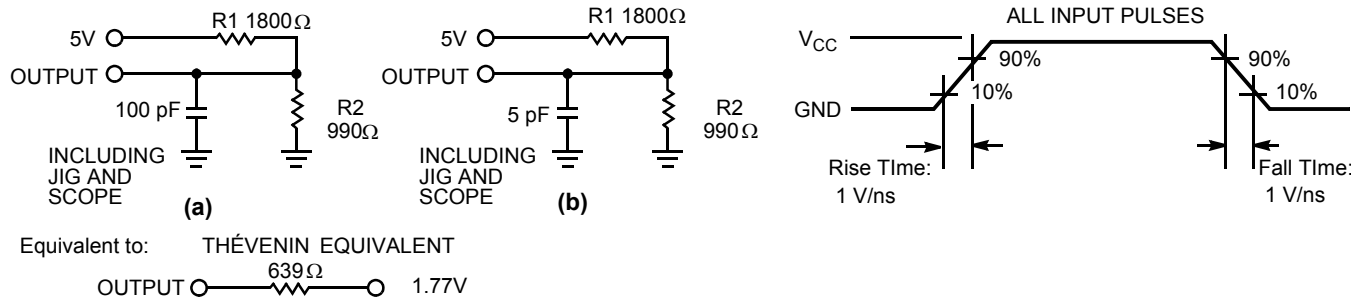 R1 1800Ω
5V
OUTPUT
100 pF
R2
990Ω
INCLUDING
JIG AND
SCOPE
(a)
R1 1800Ω
5V
OUTPUT
5 pF
R2
990Ω
INCLUDING
JIG AND
SCOPE
(b)
ALL INPUT PULSES
VCC
90%
10%
GND
90%
10%
Rise TIme:
1 V/ns
Fall TIme:
1 V/ns
Equivalent to: THÉVENIN EQUIVALENT
639Ω
OUTPUT 1.77V